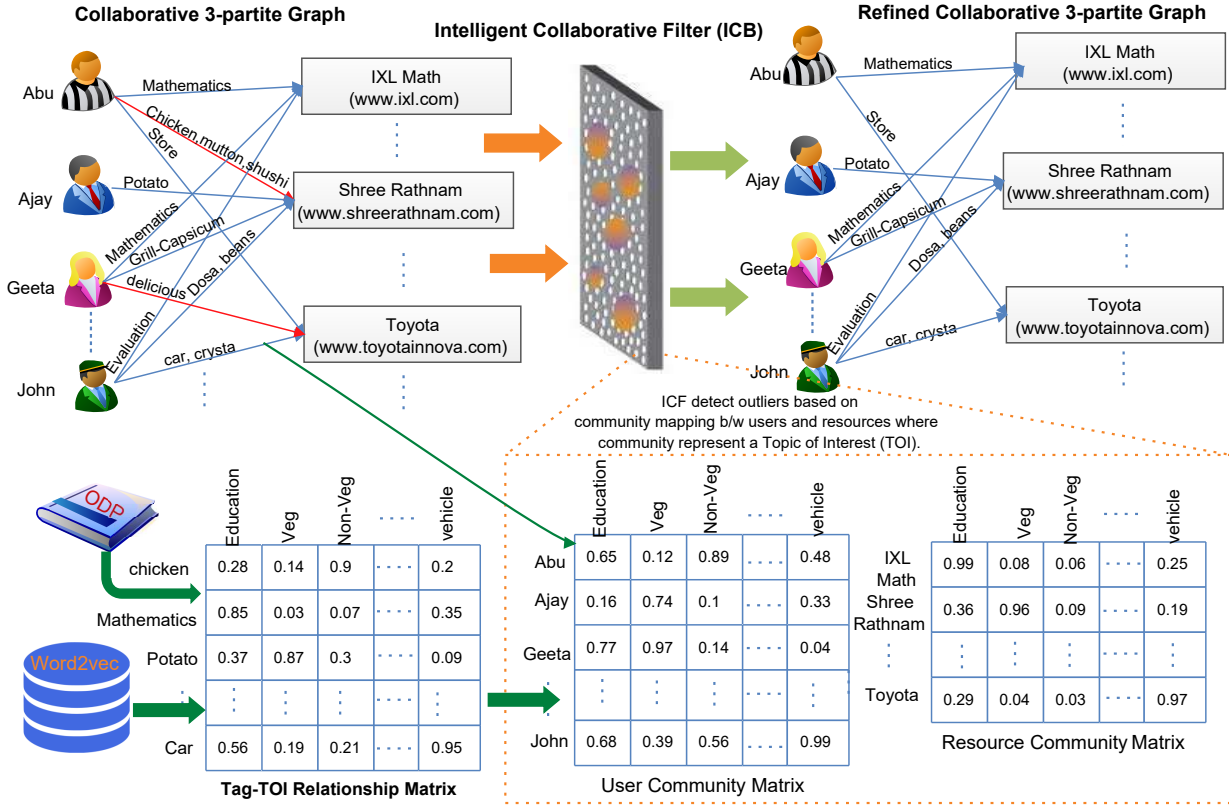 Collaborative 3-partite Graph
Intelligent Collaborative Filter (ICB)
Refined Collaborative 3-partite Graph
Abu
Ajay
Geeta
John
Mathematics
Chicken,mutton,shushi
Store
Potato
Mathematics
Grill-Capsicum
Dosa, beans
delicious
Evaluation
car, crysta
IXL Math
(www.ixl.com)
Shree Rathnam
(www.shreerathnam.com)
Toyota
(www.toyotainnova.com)
Abu
Ajay
Geeta
John
Mathematics
Store
Potato
Mathematics
Grill-Capsicum
Dosa, beans
Evaluation
car, crysta
IXL Math
(www.ixl.com)
Shree Rathnam
(www.shreerathnam.com)
Toyota
(www.toyotainnova.com)
ICF detect outliers based on
community mapping b/w users and resources where
community represent a Topic of Interest (TOI).
ODP
Word2vec
Education Veg Non-Veg vehicle
chicken 0.28 0.14 0.9 0.2
Mathematics 0.85 0.03 0.07 0.35
Potato 0.37 0.87 0.3 0.09
Car 0.56 0.19 0.21 0.95
Tag-TOI Relationship Matrix
Education Veg Non-Veg vehicle
Abu 0.65 0.12 0.89 0.48
Ajay 0.16 0.74 0.1 0.33
Geeta 0.77 0.97 0.14 0.04
John 0.68 0.39 0.56 0.99
User Community Matrix
Education Veg Non-Veg vehicle
IXL
Math 0.99 0.08 0.06 0.25
Shree
Rathnam 0.36 0.96 0.09 0.19
Toyota 0.29 0.04 0.03 0.97
Resource Community Matrix